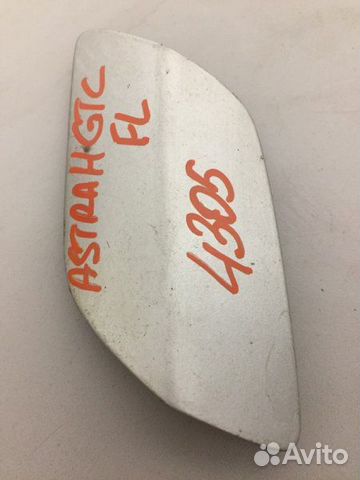 ASTRA H GTC
FL
4305
Avito